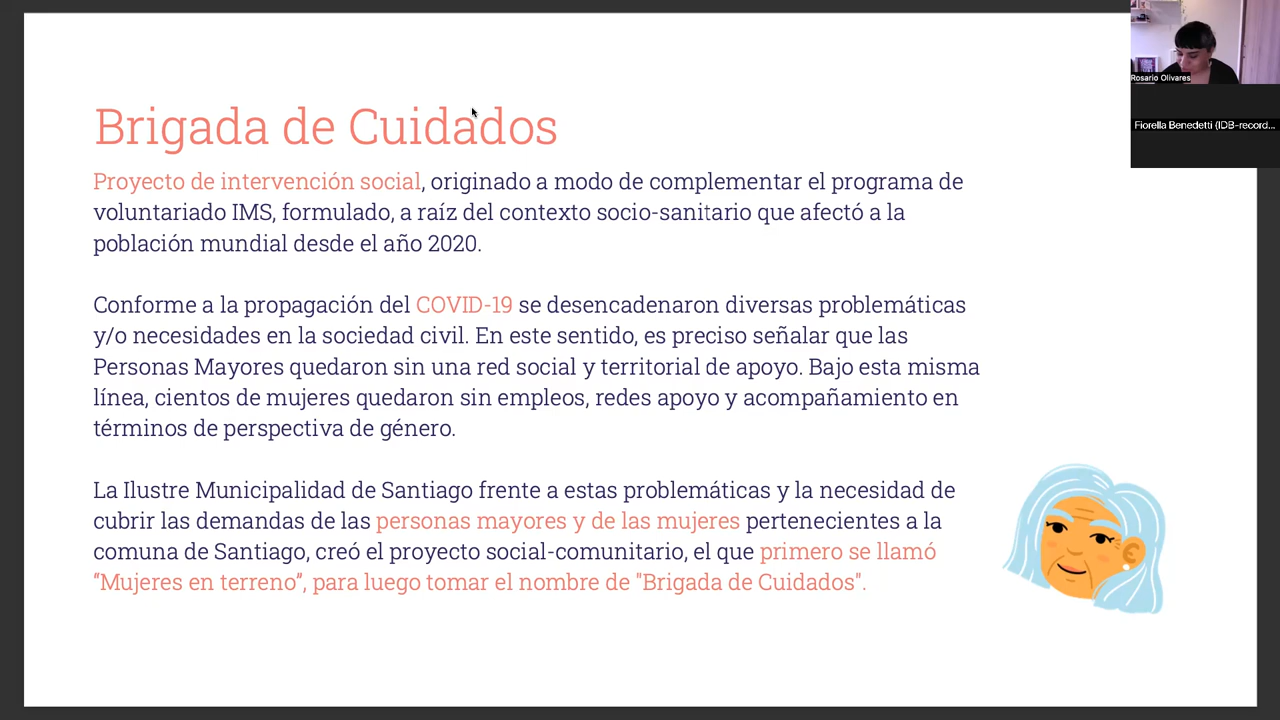 Brigada de Cuidados
Proyecto de intervención social, originado a modo de complementar el programa de
voluntariado IMS, formulado, a raíz del contexto socio-sanitario que afectó a la
población mundial desde el año 2020.
Conforme a la propagación del COVID-19 se desencadenaron diversas problemáticas
y/o necesidades en la sociedad civil. En este sentido, es preciso señalar que las
Personas Mayores quedaron sin una red social y territorial de apoyo. Bajo esta misma
línea, cientos de mujeres quedaron sin empleos, redes apoyo y acompañamiento en
términos de perspectiva de género.
La Ilustre Municipalidad de Santiago frente a estas problemáticas y la necesidad de
cubrir las demandas de las personas mayores y de las mujeres pertenecientes a la
comuna de Santiago, creó el proyecto social-comunitario, el que primero se llamó
“Mujeres en terreno”, para luego tomar el nombre de "Brigada de Cuidados".
Rosario Olivares
Fiorella Benedetti (IDB-record...